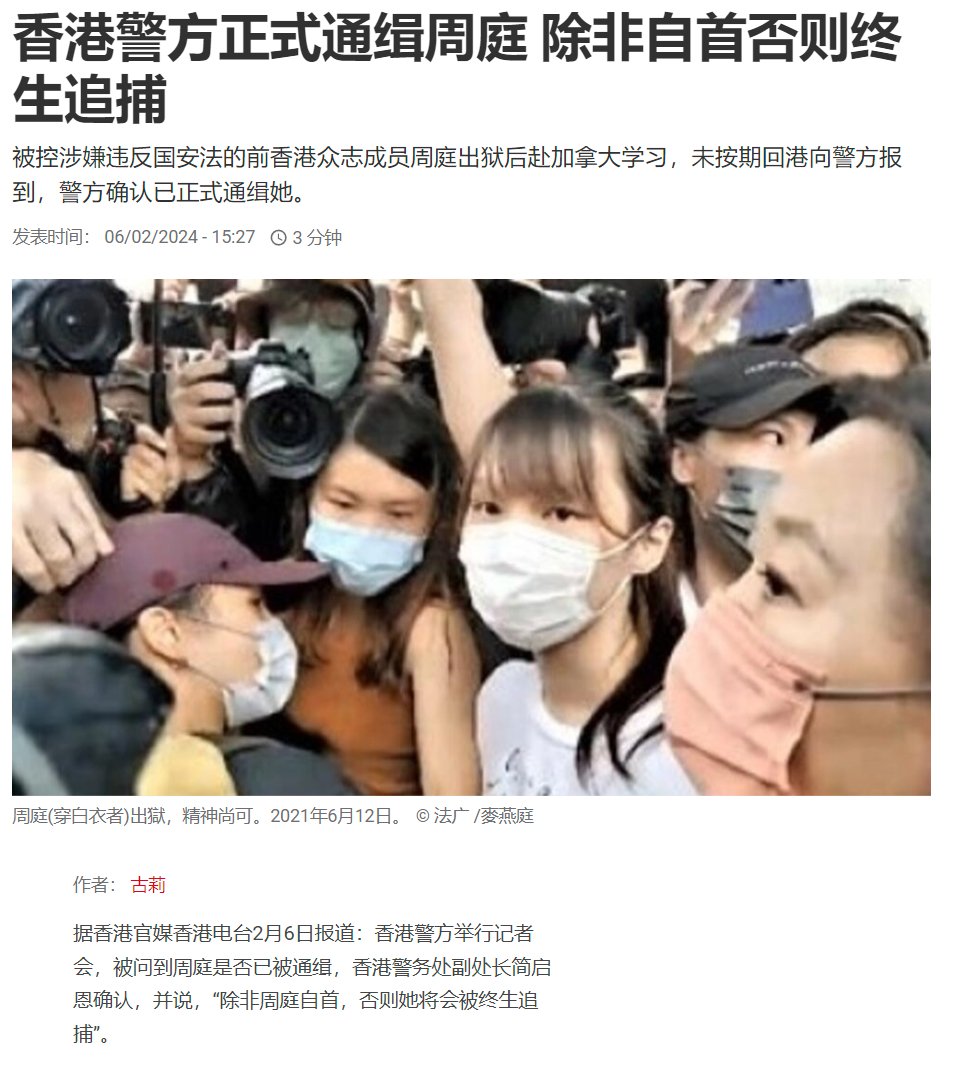 香港警方正式通缉周庭 除非自首否则终
生追捕
被控涉嫌违反国安法的前香港众志成员周庭出狱后赴加拿大学习，未按期回港向警方报
到，警方确认已正式通缉她。
发表时间： 06/02/2024 - 15:27 3 分钟
周庭(穿白衣者)出獄，精神尚可。2021年6月12日。 © 法广 /麥燕庭
作者： 古莉
据香港官媒香港电台2月6日报道：香港警方举行记者
会，被问到周庭是否已被通缉，香港警务处副处长简启
恩确认，并说，“除非周庭自首，否则她将会被终生追
捕”。